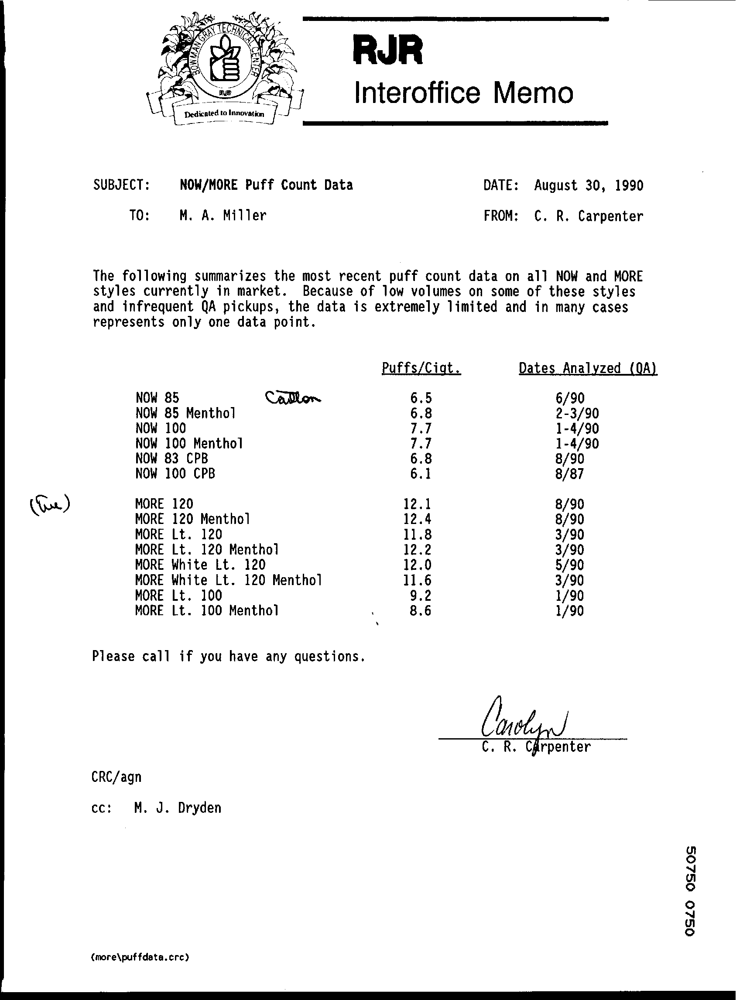 BOWMAN GRAY TECHNICAL CENTER
RJR
Dedicated to Innovation
RJR
Interoffice Memo
SUBJECT: NOW/MORE Puff Count Data DATE: August 30, 1990
TO: M. A. Miller FROM: C. R. Carpenter
The following summarizes the most recent puff count data on all NOW and MORE
styles currently in market. Because of low volumes on some of these styles
and infrequent QA pickups, the data is extremely limited and in many cases
represents only one data point.
Puffs/Cigt. Dates Analyzed (QA)
NOW 85 6.5 6/90
NOW 85 Menthol 6.8 2-3/90
NOW 100 7.7 1-4/90
NOW 100 Menthol 7.7 1-4/90
NOW 83 CPB 6.8 8/90
NOW 100 CPB 6.1 8/87
MORE 120 12.1 8/90
MORE 120 Menthol 12.4 8/90
MORE Lt. 120 11.8 3/90
MORE Lt. 120 Menthol 12.2 3/90
MORE White Lt. 120 12.0 5/90
MORE White Lt. 120 Menthol 11.6 3/90
MORE Lt. 100 9.2 1/90
MORE Lt. 100 Menthol 8.6 1/90
Please call if you have any questions.
Carolyn
C. R. Carpenter
CRC/agn
cc: M. J. Dryden
50750 0750
(more\puffdata.crc)